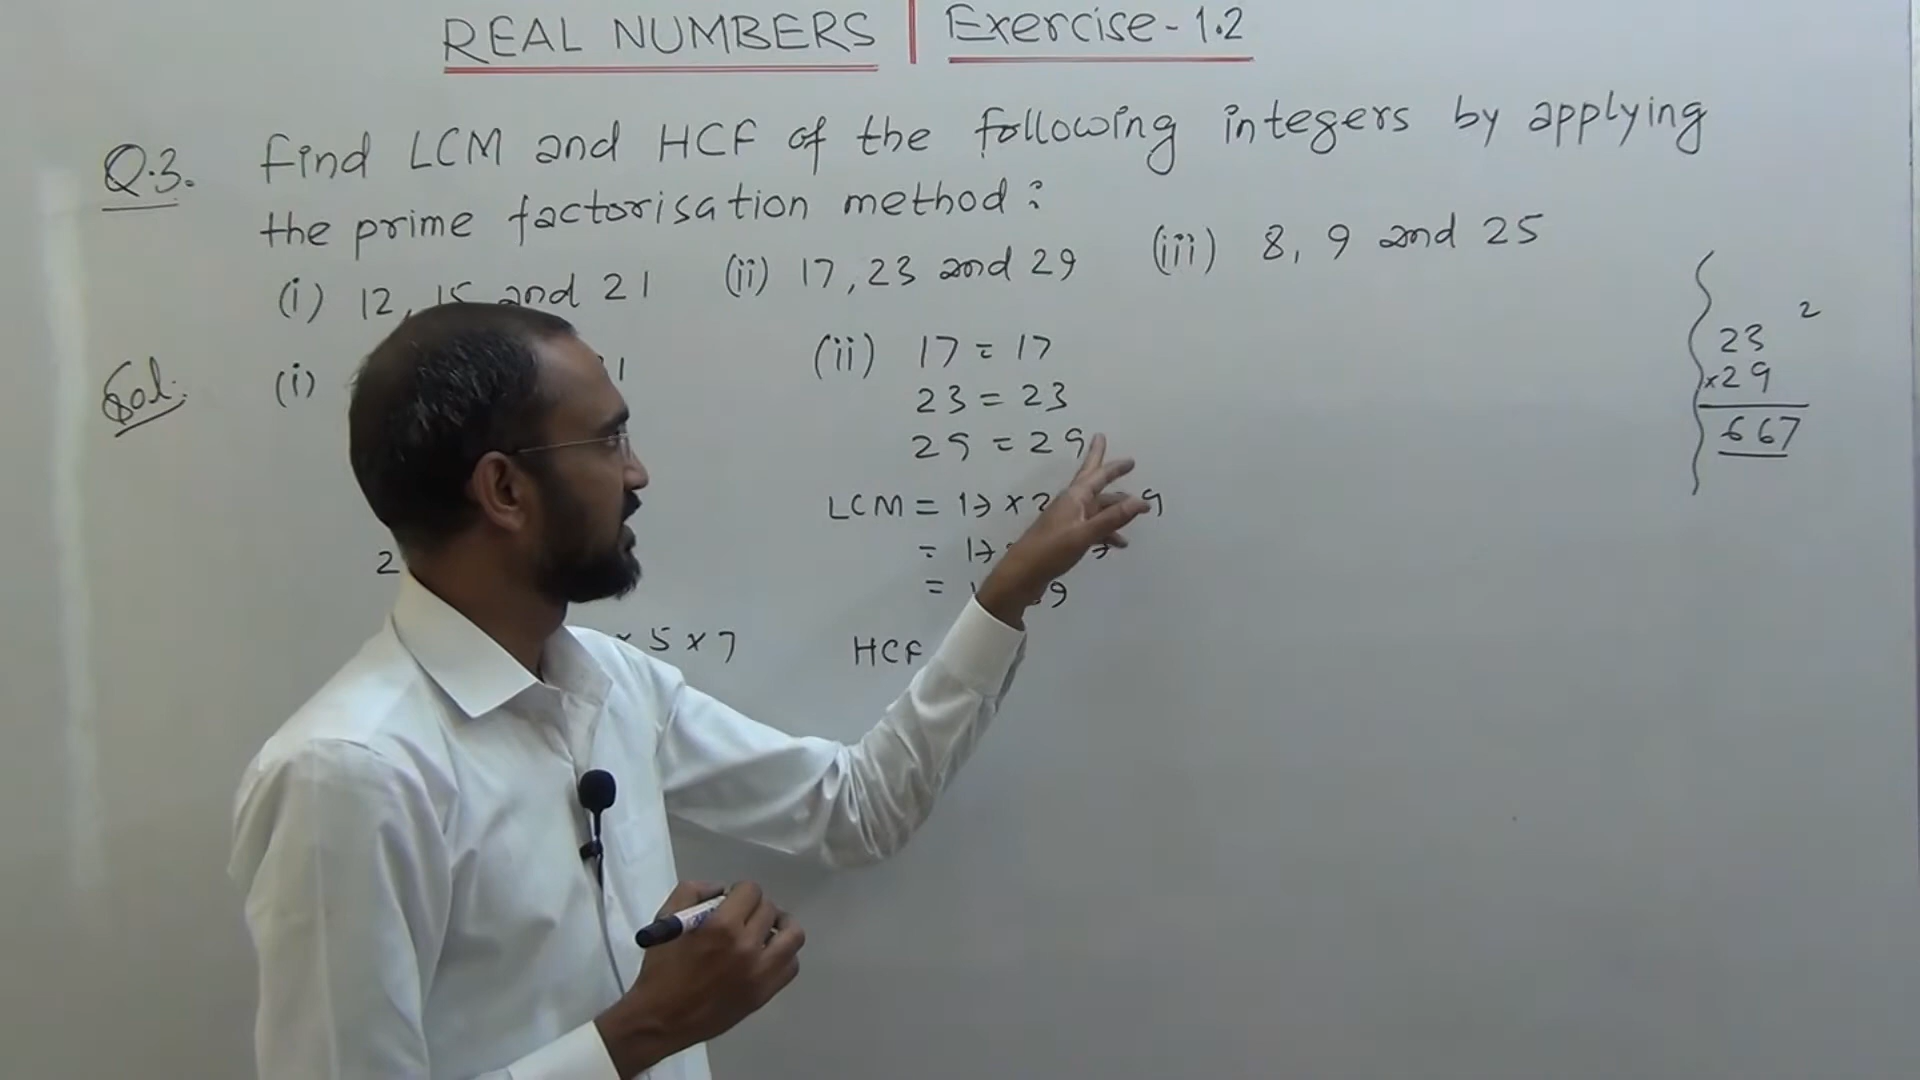 REAL NUMBERS | Exercise-1.2
Q.3. Find LCM and HCF of the following integers by applying
the prime factorisation method:
(i) 12, 15 and 21 (ii) 17, 23 and 29 (iii) 8, 9 and 25
Sol. (i)
(ii) 17 = 17
23 = 23
29 = 29
LCM = 17 ×
= 17
=
2
× 5 × 7
HCF
23 2
×29
667